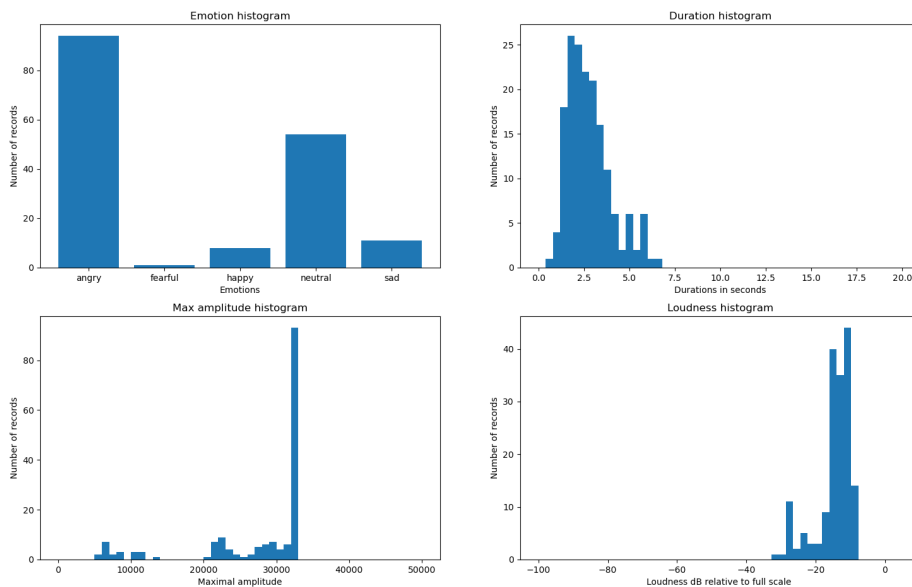 Emotion histogram
Number of records
80
60
40
20
0
angry fearful happy neutral sad
Emotions
Duration histogram
Number of records
25
20
15
10
5
0
0.0 2.5 5.0 7.5 10.0 12.5 15.0 17.5 20.0
Durations in seconds
Max amplitude histogram
Number of records
80
60
40
20
0
0 10000 20000 30000 40000 50000
Maximal amplitude
Loudness histogram
Number of records
40
30
20
10
0
-100 -80 -60 -40 -20 0
Loudness dB relative to full scale